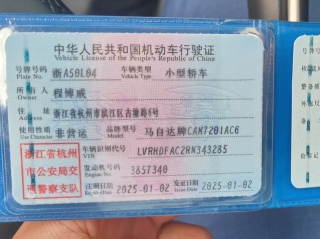 中华人民共和国机动车行驶证
Vehicle License of the People's Republic of China
号牌号码 浙A50L04 车辆类型 小型轿车
Plate No. Vehicle Type
所有人 程博威
Owner
住址 浙江省杭州市滨江区古塘路6号
使用性质 非营运 品牌型号 马自达牌CAM7201AC6
Use Character Model
浙江省杭州市公安局交通警察支队
车辆识别代号 LVRHDFAC2RN343285
VIN
发动机号码 3857340
Engine No.
注册日期 2025-01-02 发证日期 2025-01-02
Register Date Issue Date